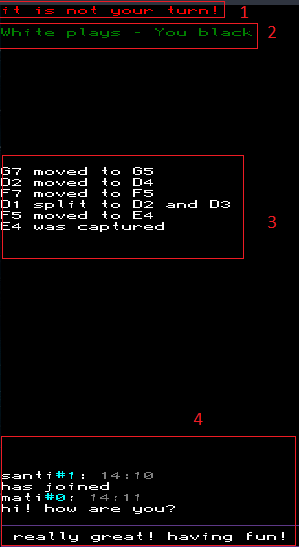 it is not your turn!
1
White plays - You black
2
G7 moved to G5
D2 moved to D4
F7 moved to F5
D1 split to D2 and D3
F5 moved to E4
E4 was captured
3
4
santi#1: 14:10
has joined
mati#0: 14:11
hi! how are you?
really great! having fun!